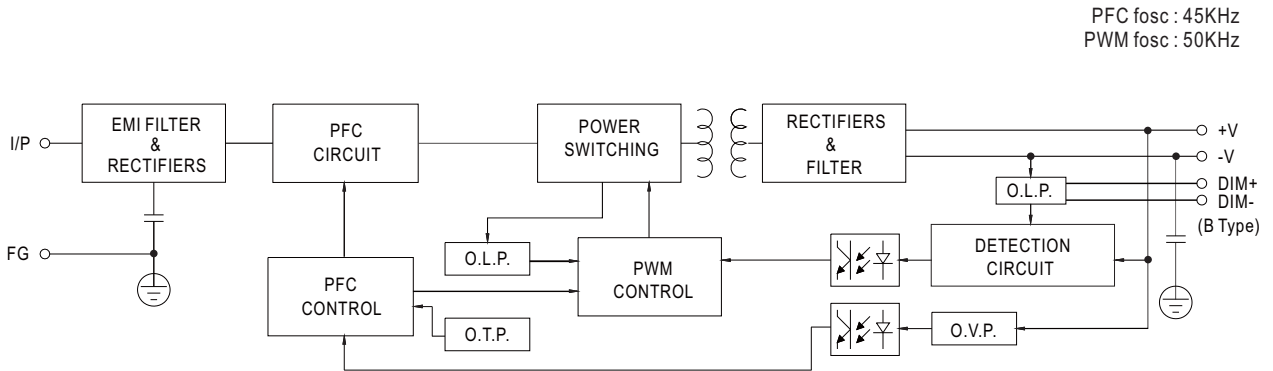 PFC fosc : 45KHz
PWM fosc : 50KHz
I/P
EMI FILTER
&
RECTIFIERS
PFC
CIRCUIT
POWER
SWITCHING
RECTIFIERS
&
FILTER
+V
-V
DIM+
DIM-
(B Type)
O.L.P.
FG
O.L.P.
PFC
CONTROL
PWM
CONTROL
DETECTION
CIRCUIT
O.T.P.
O.V.P.